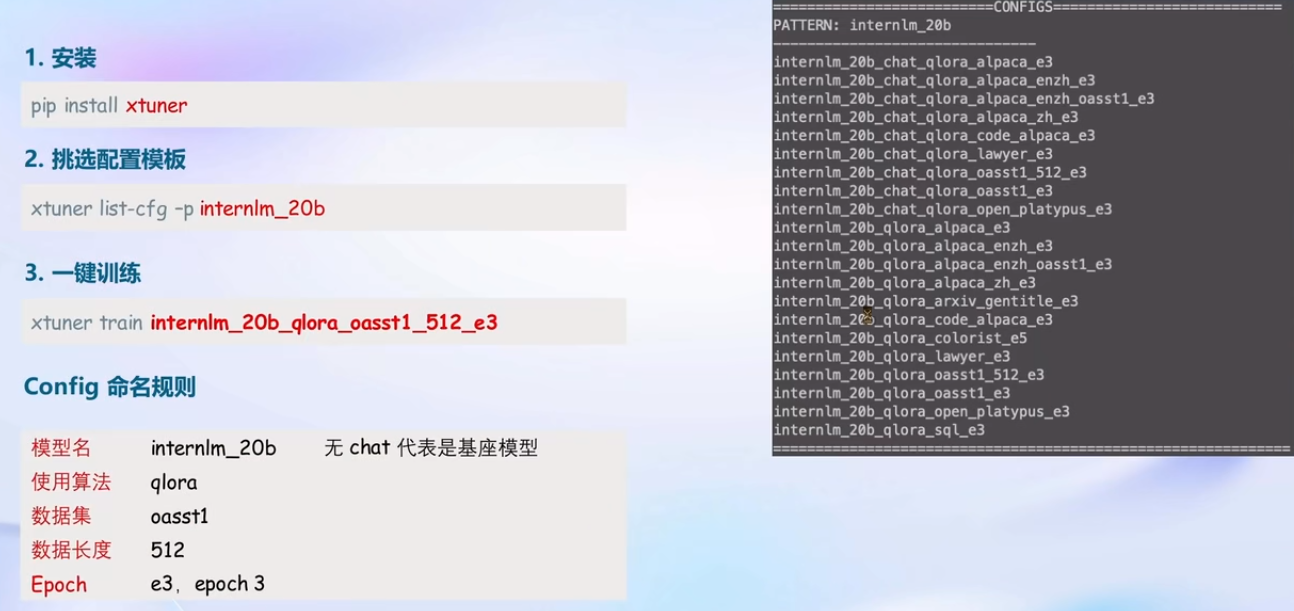 1. 安装
pip install xtuner
2. 挑选配置模板
xtuner list-cfg -p internlm_20b
3. 一键训练
xtuner train internlm_20b_qlora_oasst1_512_e3
Config 命名规则
模型名 internlm_20b 无 chat 代表是基座模型
使用算法 qlora
数据集 oasst1
数据长度 512
Epoch e3, epoch 3
==========================CONFIGS===========================
PATTERN: internlm_20b
-------------------------------
internlm_20b_chat_qlora_alpaca_e3
internlm_20b_chat_qlora_alpaca_enzh_e3
internlm_20b_chat_qlora_alpaca_enzh_oasst1_e3
internlm_20b_chat_qlora_alpaca_zh_e3
internlm_20b_chat_qlora_code_alpaca_e3
internlm_20b_chat_qlora_lawyer_e3
internlm_20b_chat_qlora_oasst1_512_e3
internlm_20b_chat_qlora_oasst1_e3
internlm_20b_chat_qlora_open_platypus_e3
internlm_20b_qlora_alpaca_e3
internlm_20b_qlora_alpaca_enzh_e3
internlm_20b_qlora_alpaca_enzh_oasst1_e3
internlm_20b_qlora_alpaca_zh_e3
internlm_20b_qlora_arxiv_gentitle_e3
internlm_20b_qlora_code_alpaca_e3
internlm_20b_qlora_colorist_e5
internlm_20b_qlora_lawyer_e3
internlm_20b_qlora_oasst1_512_e3
internlm_20b_qlora_oasst1_e3
internlm_20b_qlora_open_platypus_e3
internlm_20b_qlora_sql_e3
=============================================================